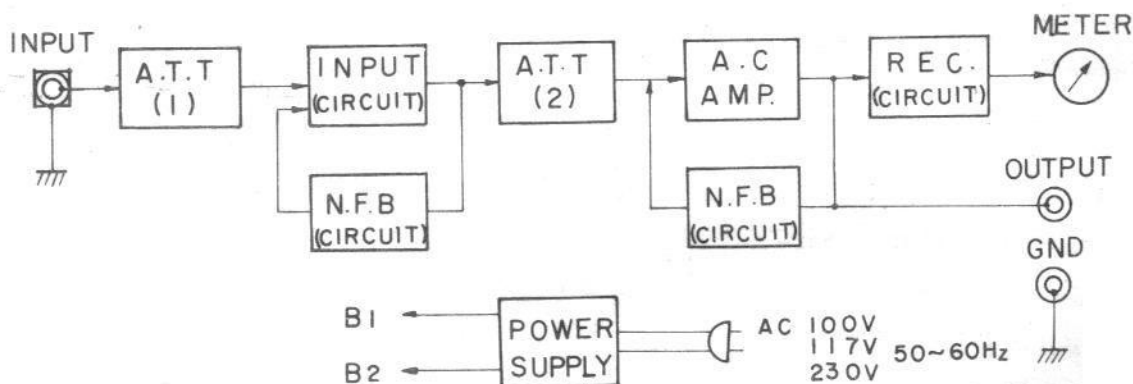 INPUT
A.T.T
(1)
INPUT
(CIRCUIT)
A.T.T
(2)
A.C
AMP.
REC.
(CIRCUIT)
METER
N.F.B
(CIRCUIT)
N.F.B
(CIRCUIT)
OUTPUT
GND
B1
B2
POWER
SUPPLY
AC 100V
117V
230V
50~60Hz